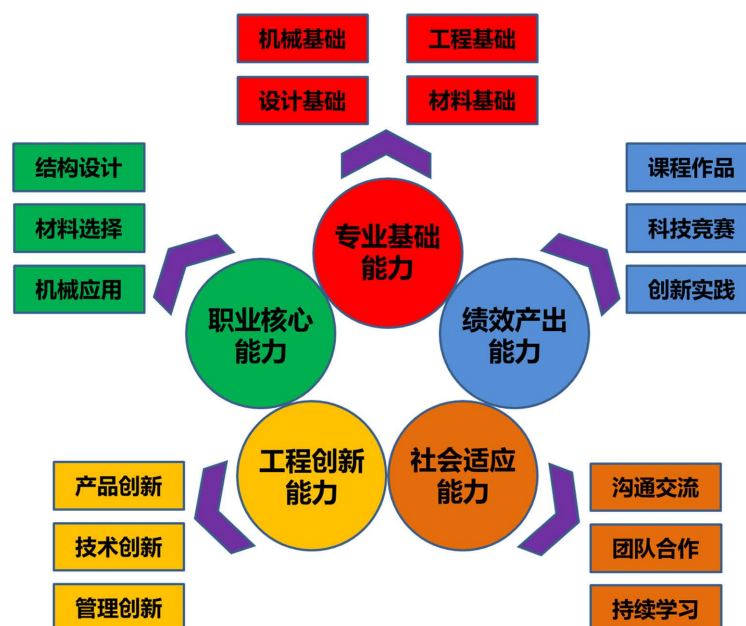 机械基础
工程基础
设计基础
材料基础
结构设计
材料选择
机械应用
课程作品
科技竞赛
创新实践
专业基础
能力
职业核心
能力
绩效产出
能力
工程创新
能力
社会适应
能力
产品创新
技术创新
管理创新
沟通交流
团队合作
持续学习